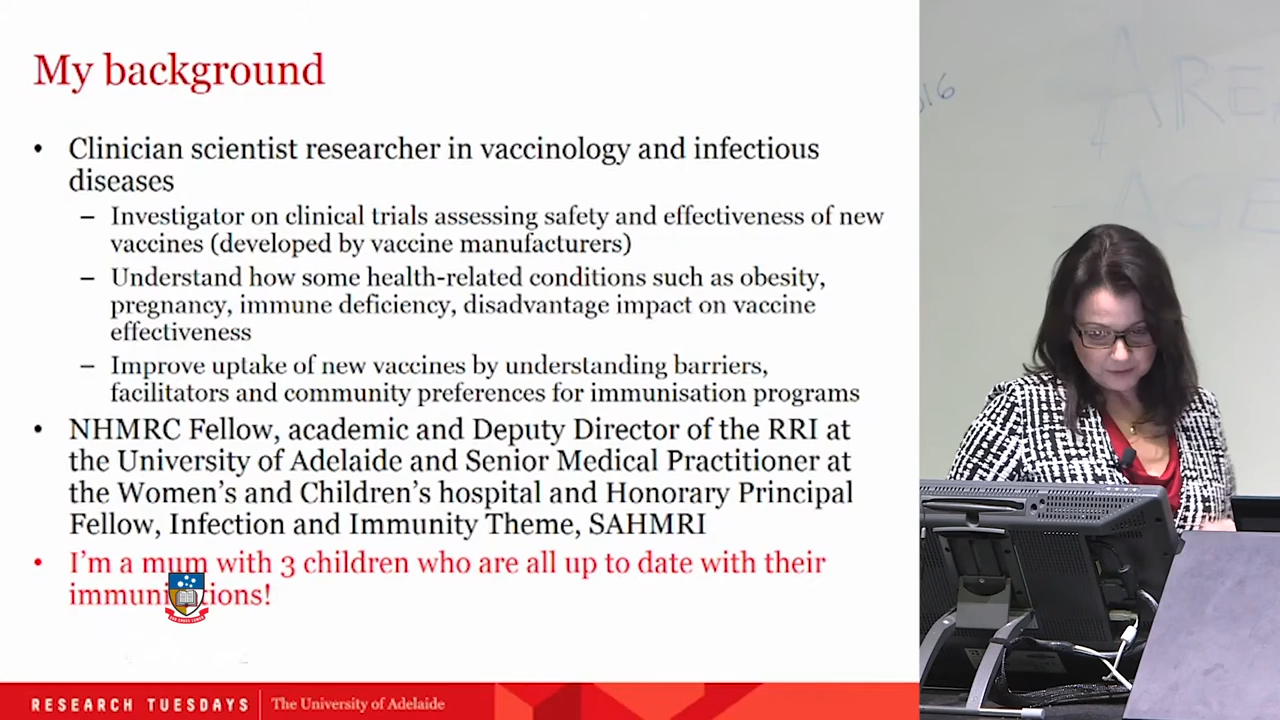 My background
• Clinician scientist researcher in vaccinology and infectious
diseases
– Investigator on clinical trials assessing safety and effectiveness of new
vaccines (developed by vaccine manufacturers)
– Understand how some health-related conditions such as obesity,
pregnancy, immune deficiency, disadvantage impact on vaccine
effectiveness
– Improve uptake of new vaccines by understanding barriers,
facilitators and community preferences for immunisation programs
• NHMRC Fellow, academic and Deputy Director of the RRI at
the University of Adelaide and Senior Medical Practitioner at
the Women's and Children's hospital and Honorary Principal
Fellow, Infection and Immunity Theme, SAHMRI
• I'm a mum with 3 children who are all up to date with their
RESEARCH TUESDAYS The University of Adelaide